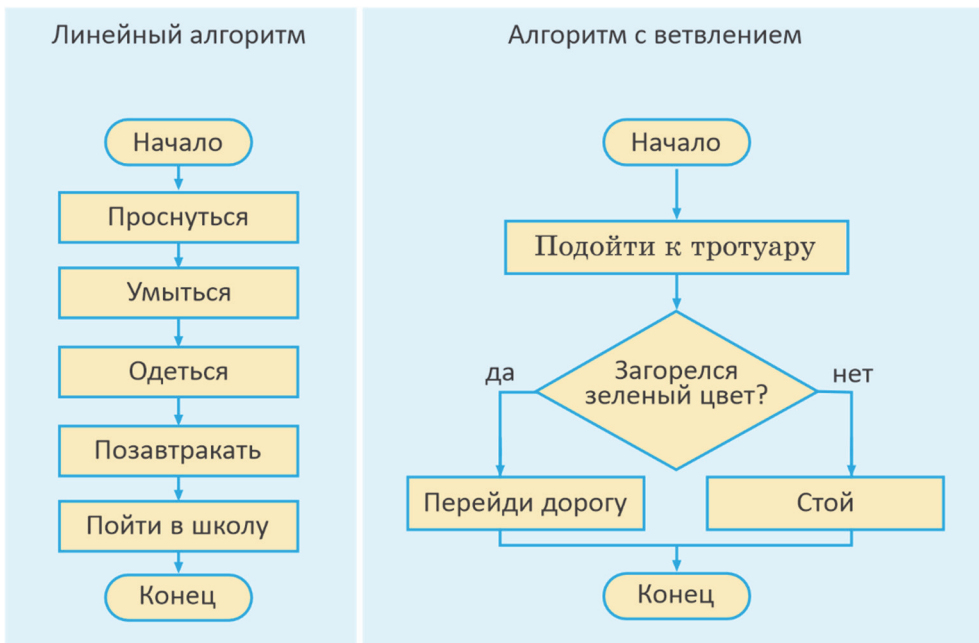 Линейный алгоритм
Начало
Проснуться
Умыться
Одеться
Позавтракать
Пойти в школу
Конец
Алгоритм с ветвлением
Начало
Подойти к тротуару
Загорелся
зеленый цвет?
да
нет
Перейди дорогу
Стой
Конец